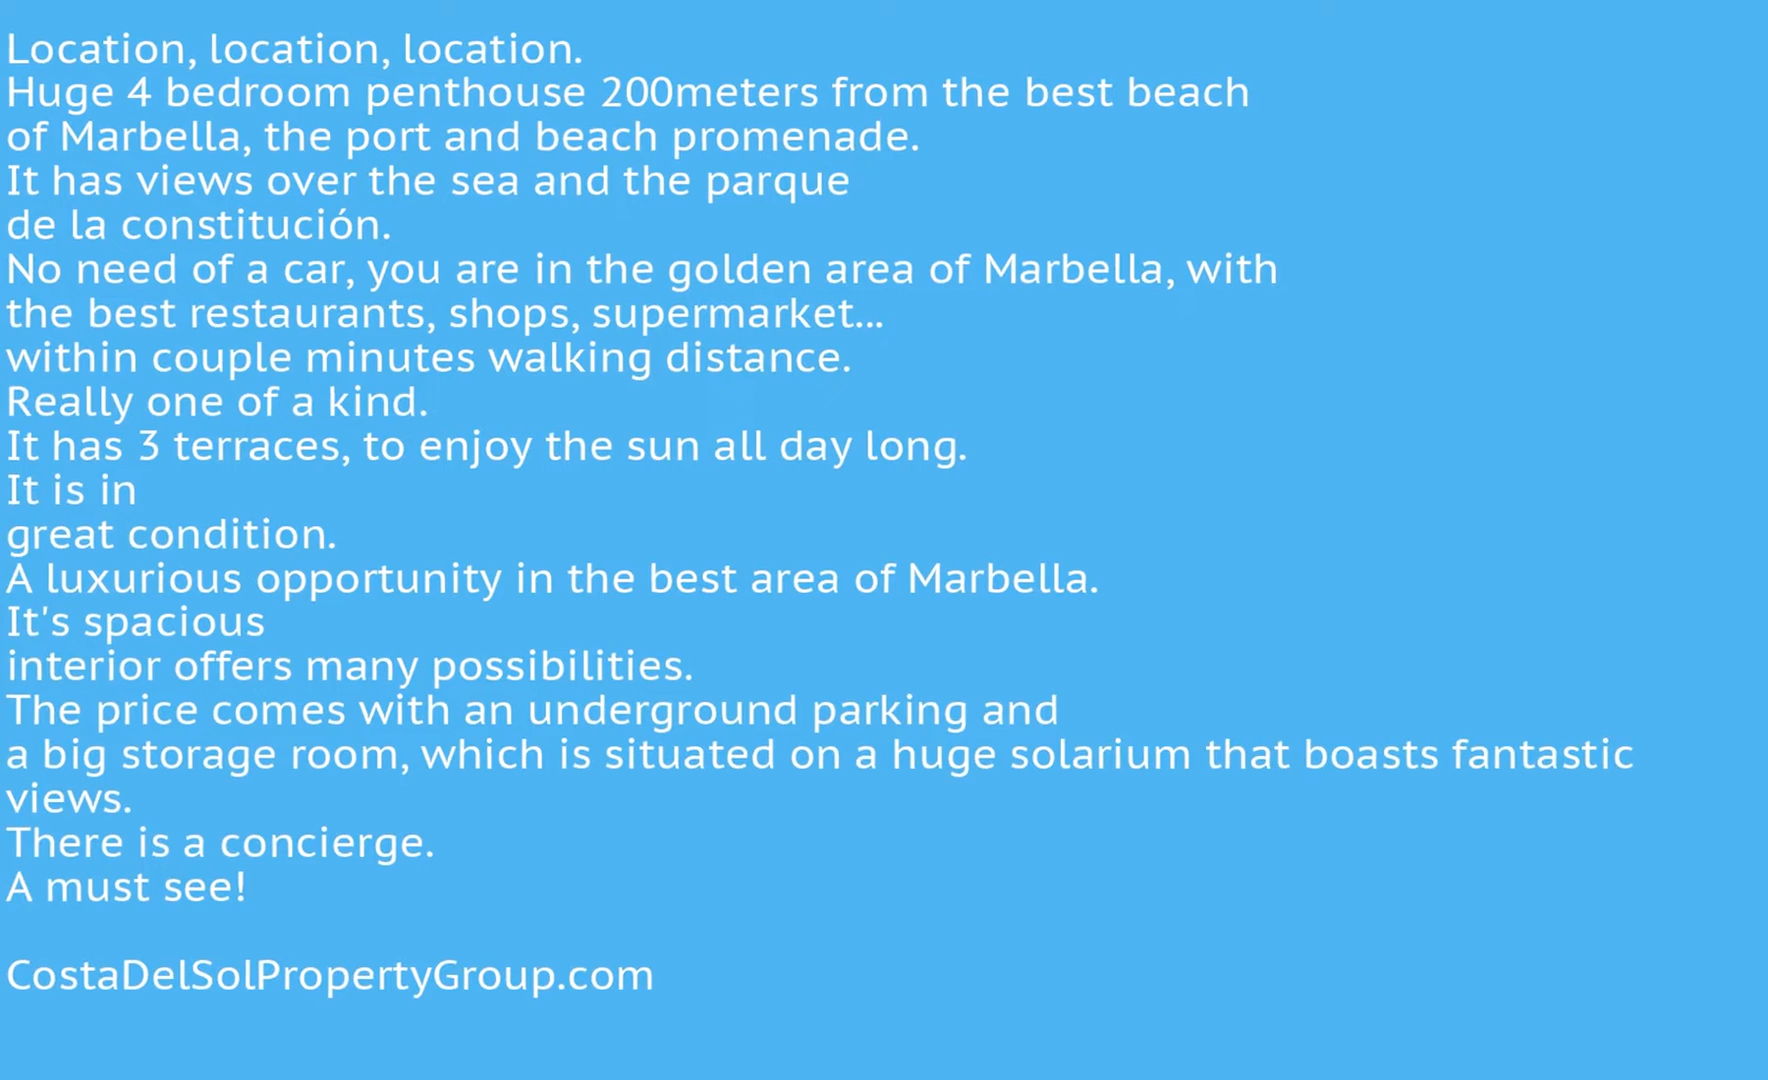 Location, location, location.
Huge 4 bedroom penthouse 200meters from the best beach
of Marbella, the port and beach promenade.
It has views over the sea and the parque
de la constitución.
No need of a car, you are in the golden area of Marbella, with
the best restaurants, shops, supermarket...
within couple minutes walking distance.
Really one of a kind.
It has 3 terraces, to enjoy the sun all day long.
It is in
great condition.
A luxurious opportunity in the best area of Marbella.
It's spacious
interior offers many possibilities.
The price comes with an underground parking and
a big storage room, which is situated on a huge solarium that boasts fantastic
views.
There is a concierge.
A must see!
CostaDelSolPropertyGroup.com